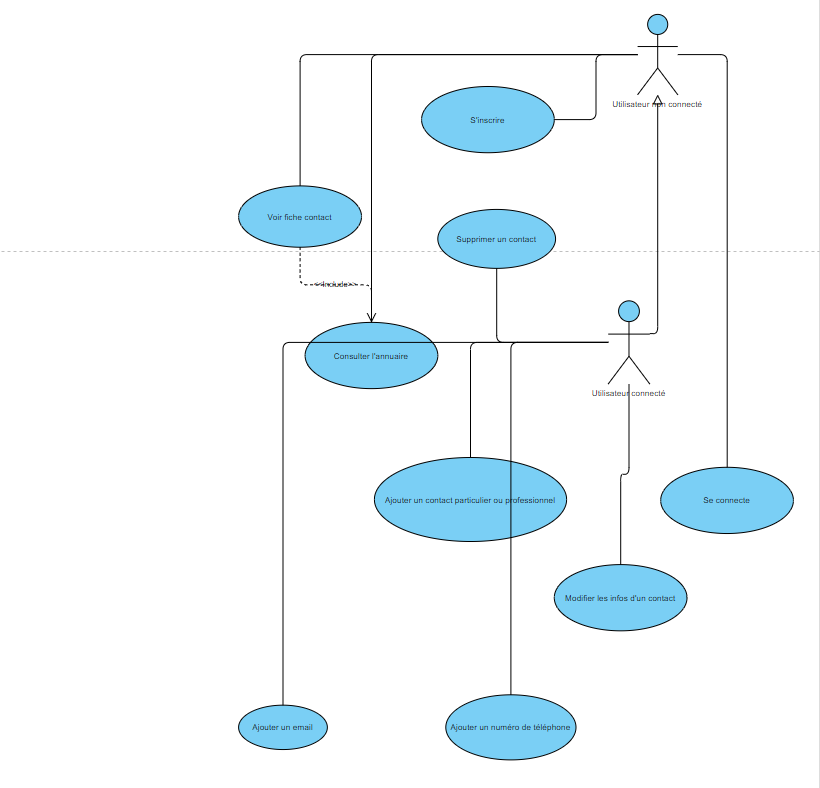 Utilisateur non connecté
S'inscrire
Voir fiche contact
Supprimer un contact
<<Include>>
Consulter l'annuaire
Utilisateur connecté
Ajouter un contact particulier ou professionnel
Se connecte
Modifier les infos d'un contact
Ajouter un email
Ajouter un numéro de téléphone